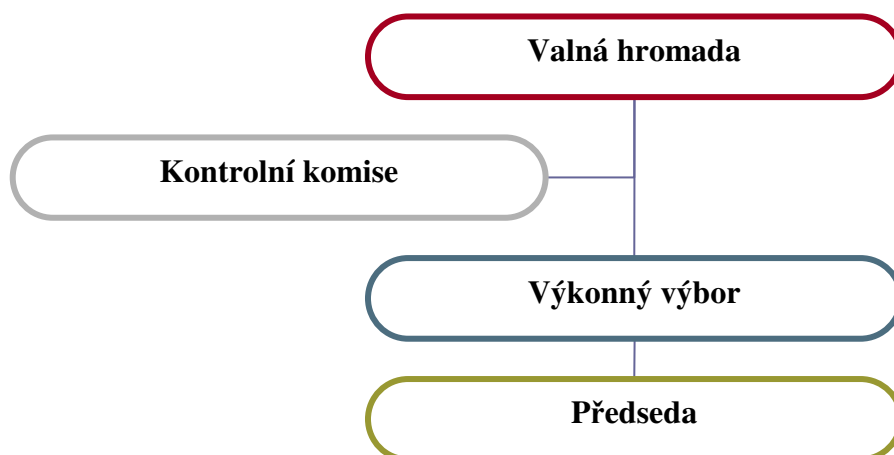 Valná hromada
Kontrolní komise
Výkonný výbor
Předseda